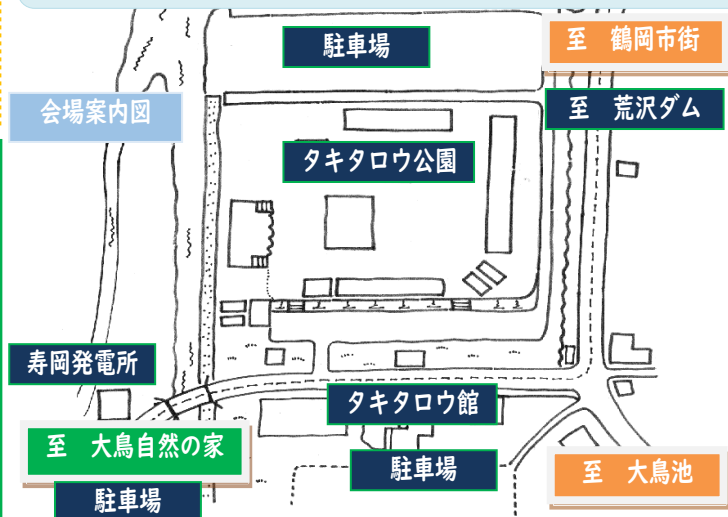 駐車場
至　鶴岡市街
会場案内図
至　荒沢ダム
タキタロウ公園
寿岡発電所
タキタロウ館
至　大鳥自然の家
駐車場
至　大鳥池
駐車場